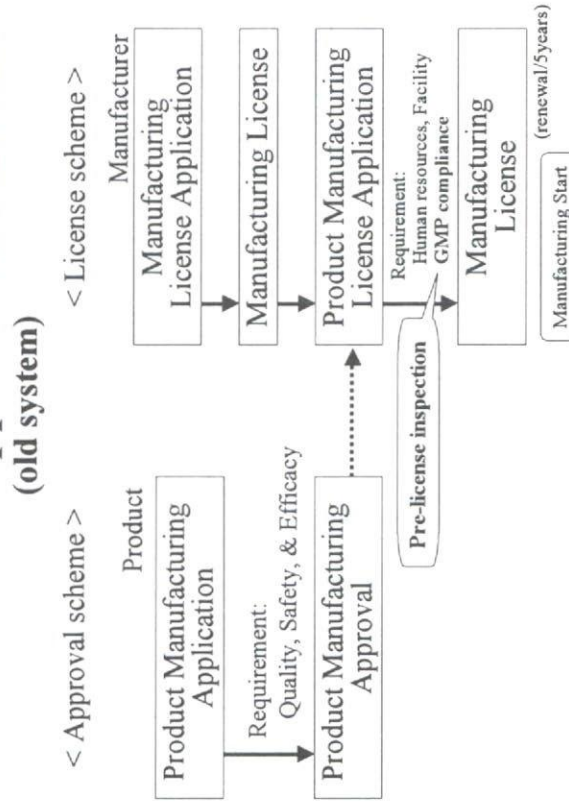 (old system)
< Approval scheme >
Product
Product Manufacturing
Application
Requirement:
Quality, Safety, & Efficacy
Product Manufacturing
Approval
< License scheme >
Manufacturer
Manufacturing
License Application
Manufacturing License
Product Manufacturing
License Application
Requirement:
Human resources, Facility
GMP compliance
Pre-license inspection
Manufacturing
License
(renewal/5years)
Manufacturing Start